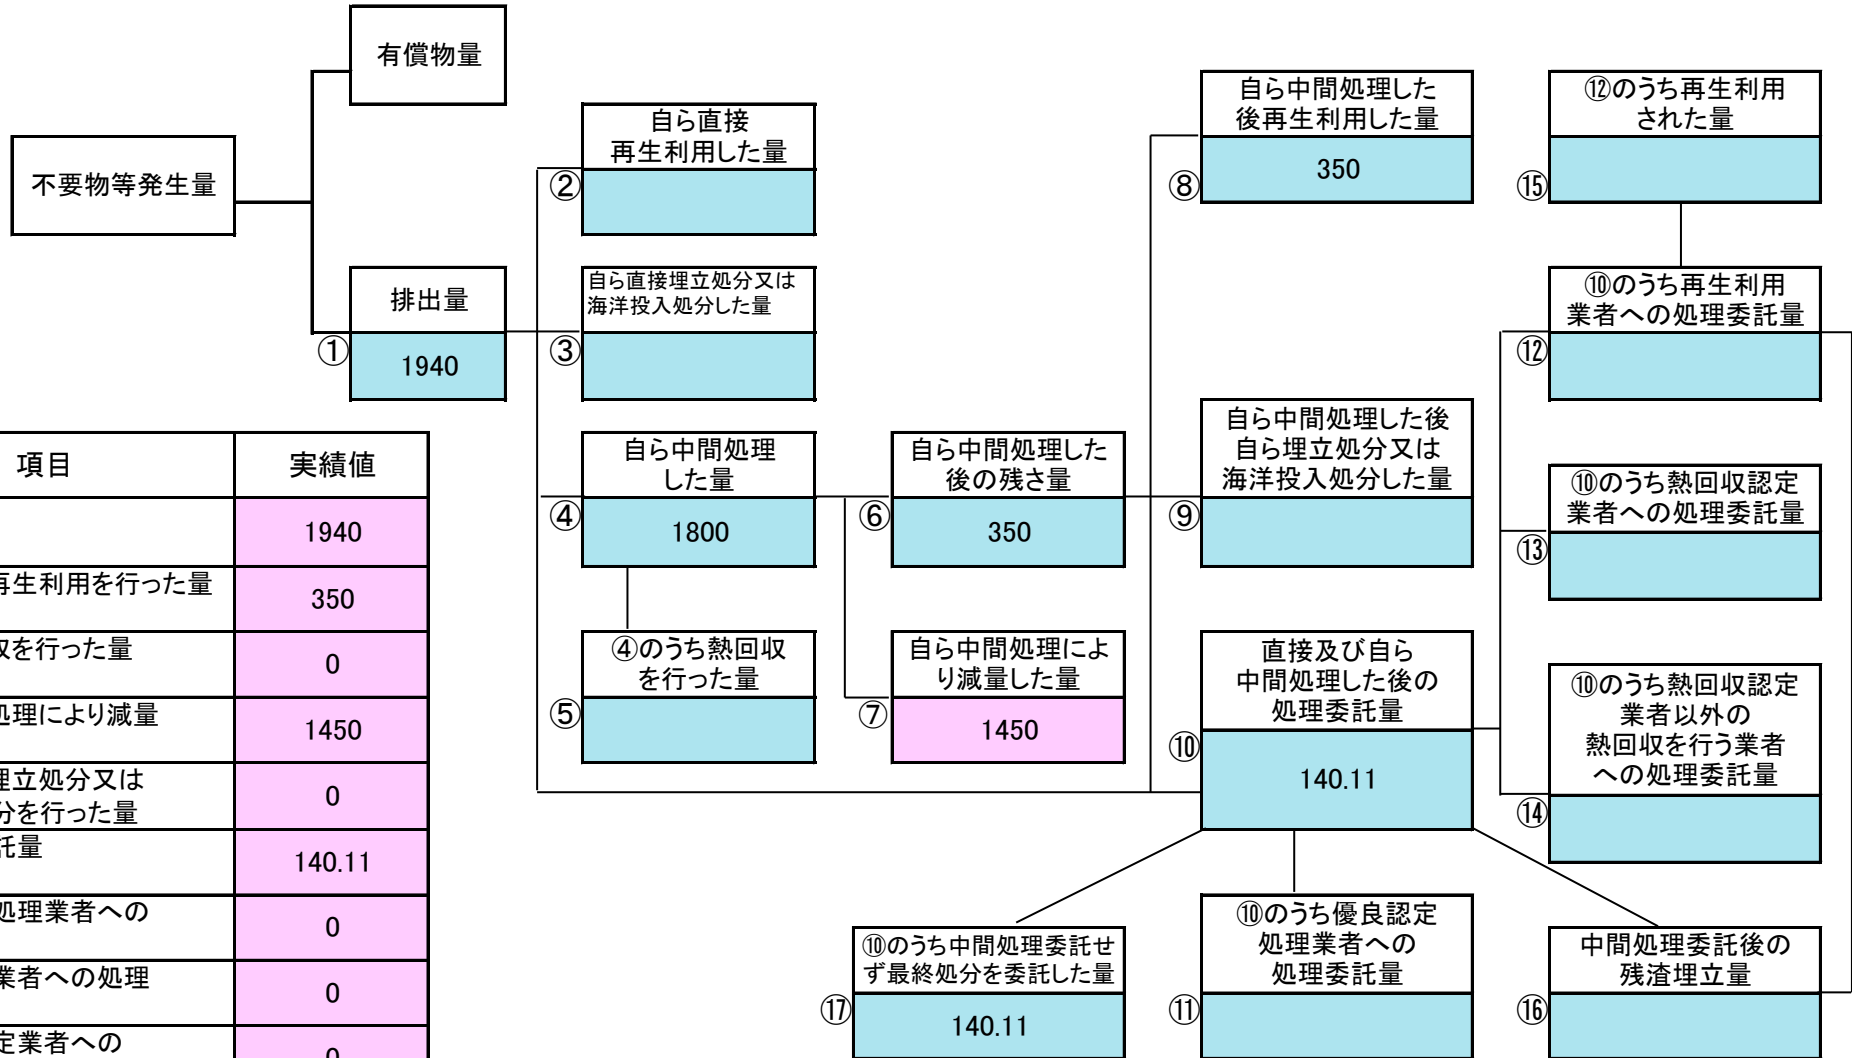 有償物量
不要物等発生量
排出量
①
1940
自ら直接
再生利用した量
②
自ら直接埋立処分又は
海洋投入処分した量
③
自ら中間処理
した量
④
1800
④のうち熱回収
を行った量
⑤
自ら中間処理した
後の残さ量
⑥
350
自ら中間処理によ
り減量した量
⑦
1450
自ら中間処理した
後再生利用した量
⑧
350
自ら中間処理した後
自ら埋立処分又は
海洋投入処分した量
⑨
直接及び自ら
中間処理した後の
処理委託量
⑩
140.11
⑫のうち再生利用
された量
⑮
⑩のうち再生利用
業者への処理委託量
⑫
⑩のうち熱回収認定
業者への処理委託量
⑬
⑩のうち熱回収認定
業者以外の
熱回収を行う業者
への処理委託量
⑭
⑩のうち中間処理委託せ
ず最終処分を委託した量
⑰
140.11
⑩のうち優良認定
処理業者への
処理委託量
⑪
中間処理委託後の
残渣埋立量
⑯
項目
実績値
1940
再生利用を行った量
350
を行った量
0
処理により減量
1450
埋立処分又は
分を行った量
0
託量
140.11
処理業者への
0
業者への処理
0
定業者への
0